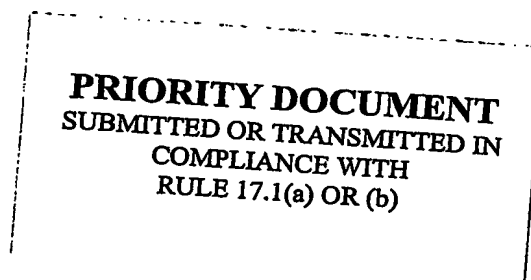 PRIORITY DOCUMENT
SUBMITTED OR TRANSMITTED IN
COMPLIANCE WITH
RULE 17.1(a) OR (b)